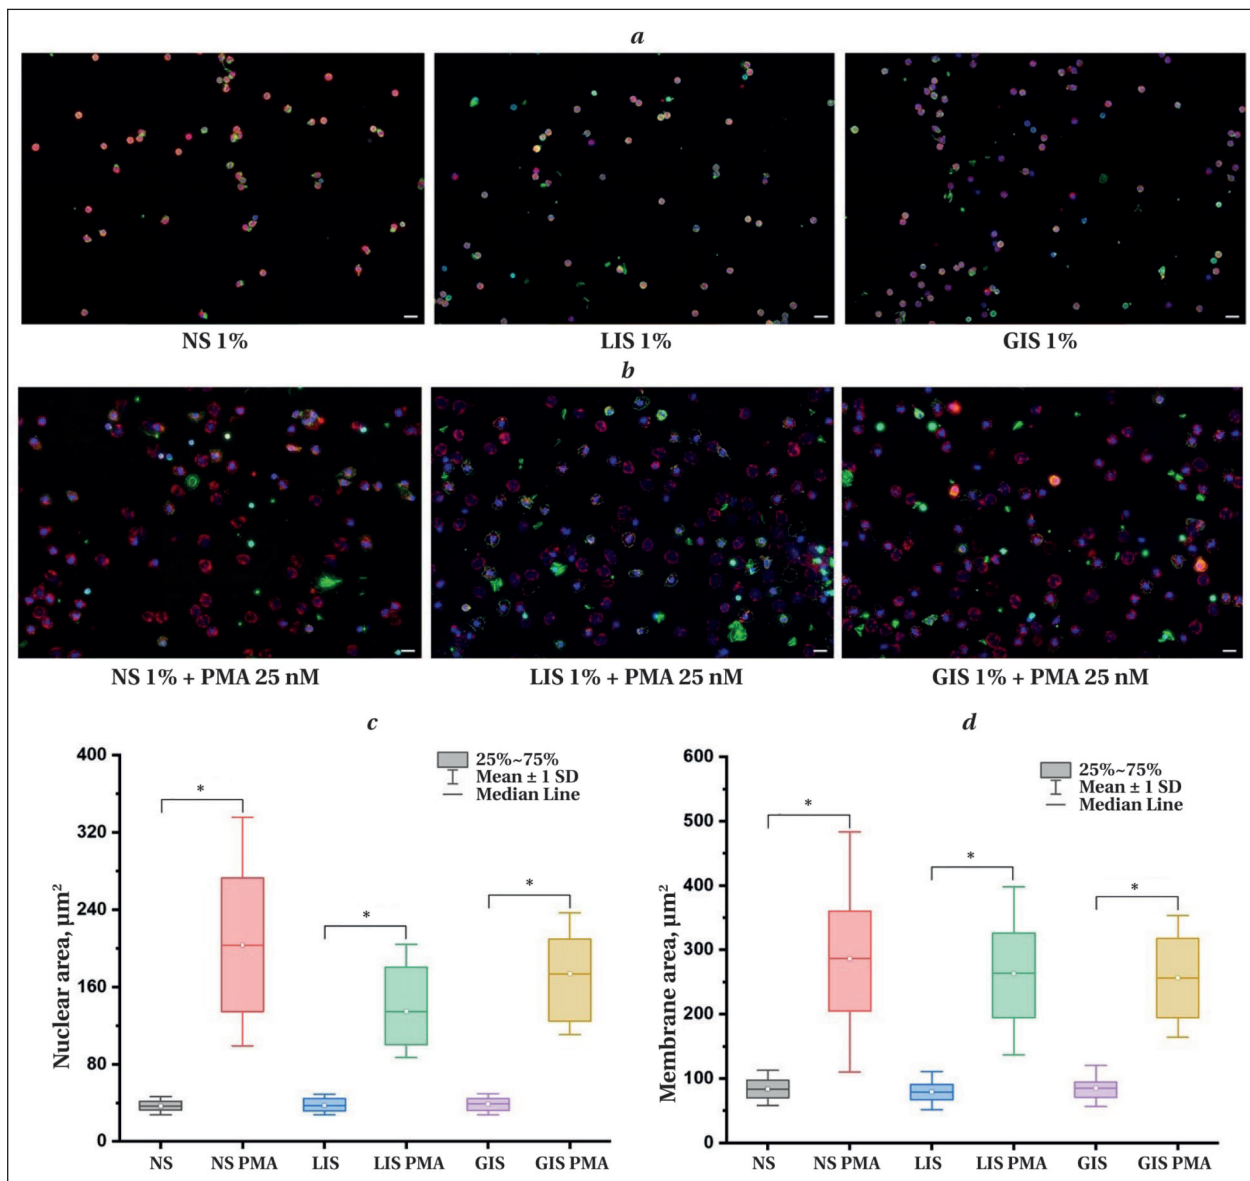 a
NS 1%
LIS 1%
GIS 1%
b
NS 1% + PMA 25 nM
LIS 1% + PMA 25 nM
GIS 1% + PMA 25 nM
c
400
320
240
160
80
0
Nuclear area, μm²
25%~75%
Mean ± 1 SD
Median Line
*
*
*
NS
NS PMA
LIS
LIS PMA
GIS
GIS PMA
d
600
500
400
300
200
100
0
Membrane area, μm²
25%~75%
Mean ± 1 SD
Median Line
*
*
*
NS
NS PMA
LIS
LIS PMA
GIS
GIS PMA